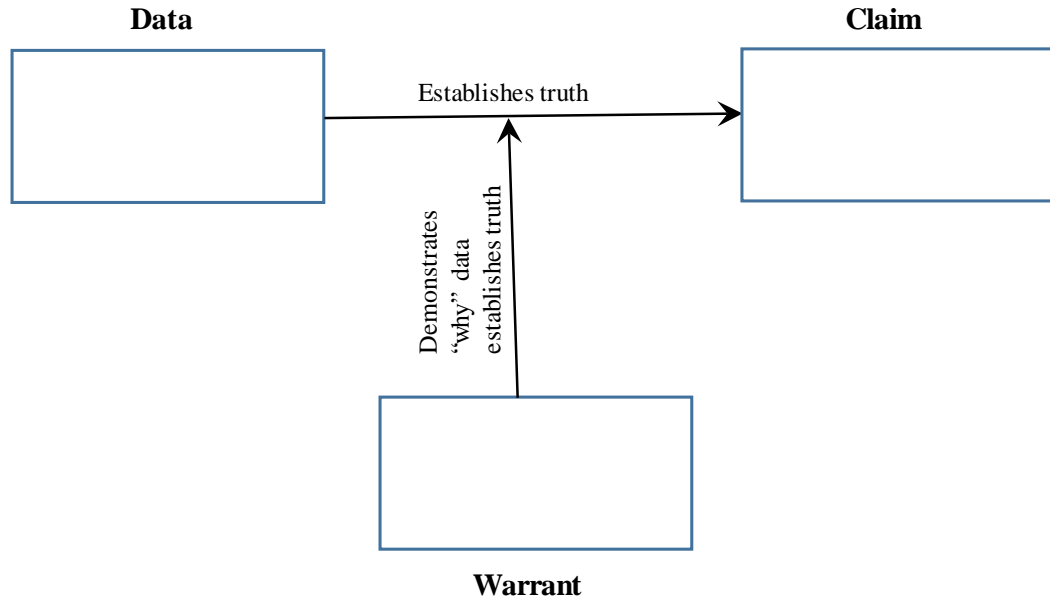 Data
Claim
Establishes truth
Demonstrates
“why” data
establishes truth
Warrant